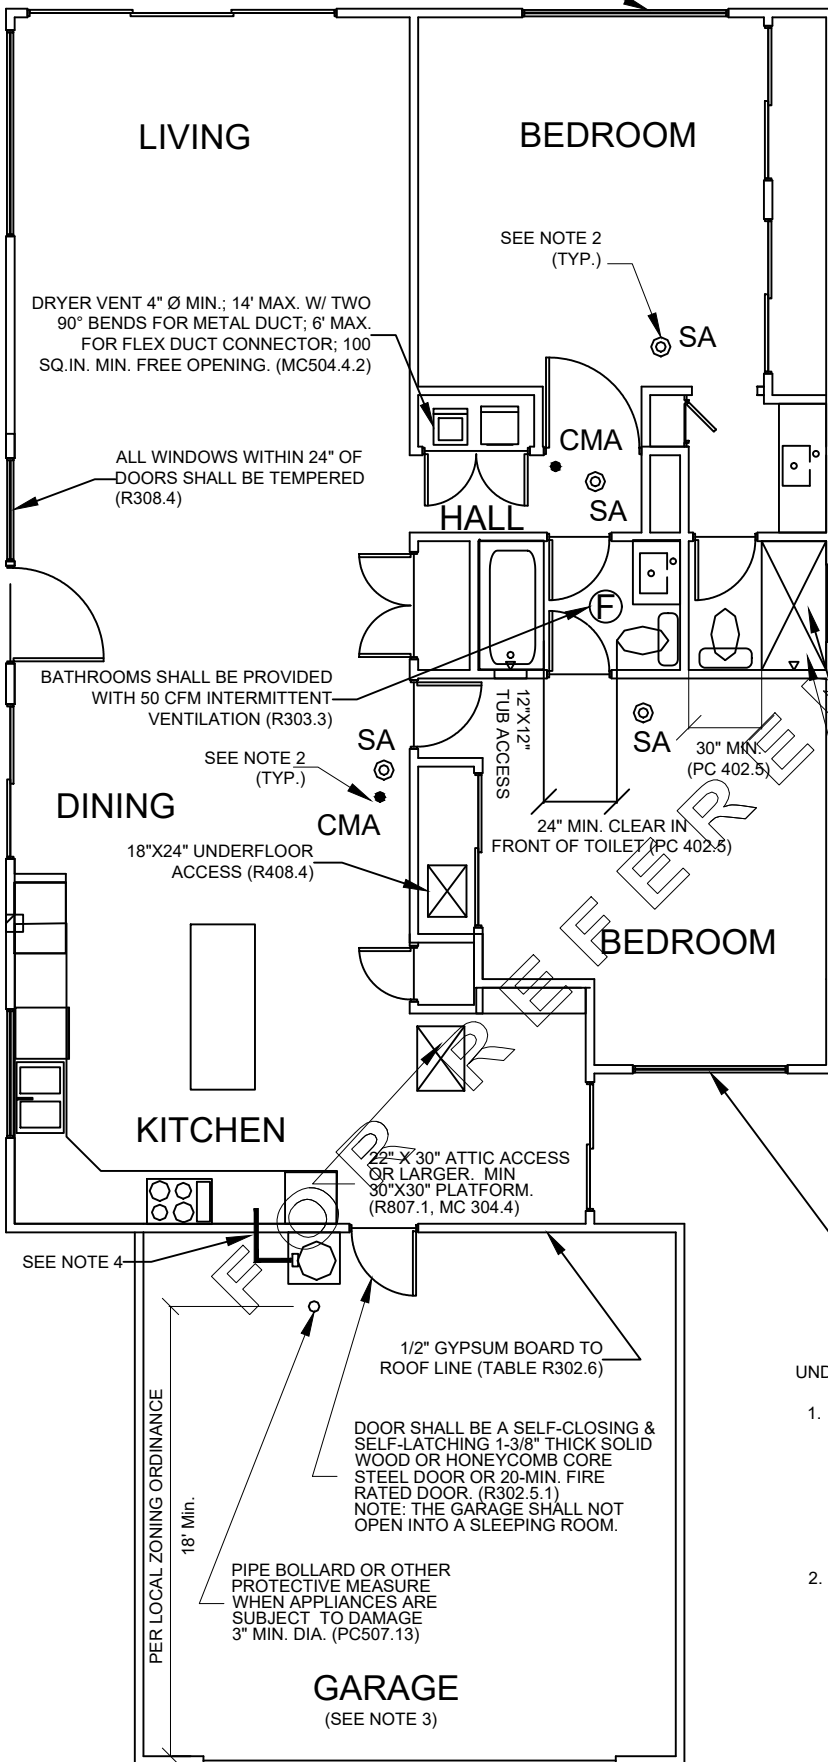 LIVING
BEDROOM
SEE NOTE 2
(TYP.)
SA
DRYER VENT 4" Ø MIN.; 14' MAX. W/ TWO
90° BENDS FOR METAL DUCT; 6' MAX.
FOR FLEX DUCT CONNECTOR; 100
SQ.IN. MIN. FREE OPENING. (MC504.4.2)
CMA
SA
ALL WINDOWS WITHIN 24" OF
DOORS SHALL BE TEMPERED
(R308.4)
HALL
F
BATHROOMS SHALL BE PROVIDED
WITH 50 CFM INTERMITTENT
VENTILATION (R303.3)
12"X12"
TUB ACCESS
SA
30" MIN.
(PC 402.5)
SA
SEE NOTE 2
(TYP.)
CMA
DINING
24" MIN. CLEAR IN
FRONT OF TOILET (PC 402.5)
18"X24" UNDERFLOOR
ACCESS (R408.4)
BEDROOM
KITCHEN
22" X 30" ATTIC ACCESS
OR LARGER. MIN
30"X30" PLATFORM.
(R807.1, MC 304.4)
SEE NOTE 4
F R REFERE
1/2" GYPSUM BOARD TO
ROOF LINE (TABLE R302.6)
UND
1.
DOOR SHALL BE A SELF-CLOSING &
SELF-LATCHING 1-3/8" THICK SOLID
WOOD OR HONEYCOMB CORE
STEEL DOOR OR 20-MIN. FIRE
RATED DOOR. (R302.5.1)
NOTE: THE GARAGE SHALL NOT
OPEN INTO A SLEEPING ROOM.
PER LOCAL ZONING ORDINANCE
18' Min.
2.
PIPE BOLLARD OR OTHER
PROTECTIVE MEASURE
WHEN APPLIANCES ARE
SUBJECT TO DAMAGE
3" MIN. DIA. (PC507.13)
GARAGE
(SEE NOTE 3)